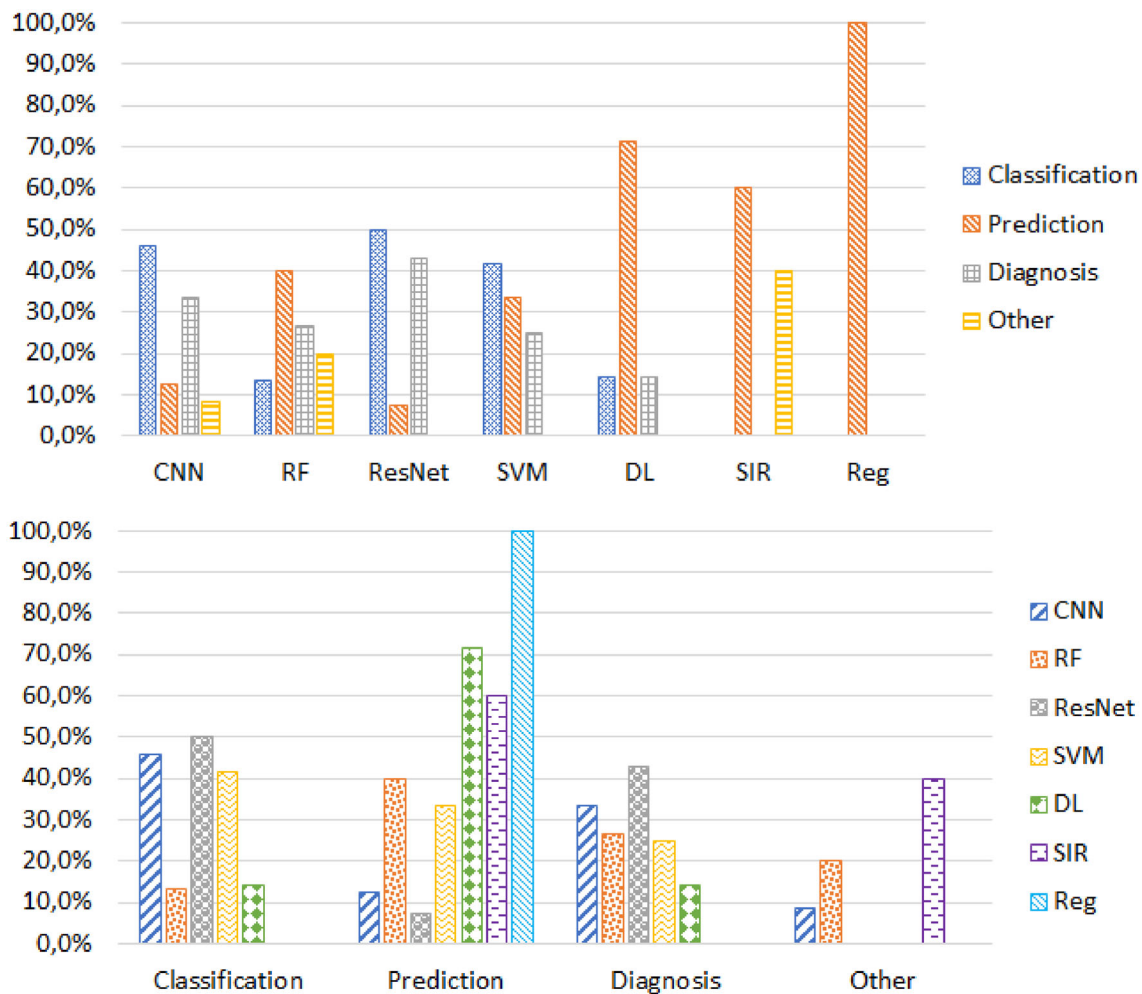 100,0%
90,0%
80,0%
70,0%
60,0%
50,0%
40,0%
30,0%
20,0%
10,0%
0,0%
CNN RF ResNet SVM DL SIR Reg
Classification
Prediction
Diagnosis
Other
100,0%
90,0%
80,0%
70,0%
60,0%
50,0%
40,0%
30,0%
20,0%
10,0%
0,0%
Classification Prediction Diagnosis Other
CNN
RF
ResNet
SVM
DL
SIR
Reg